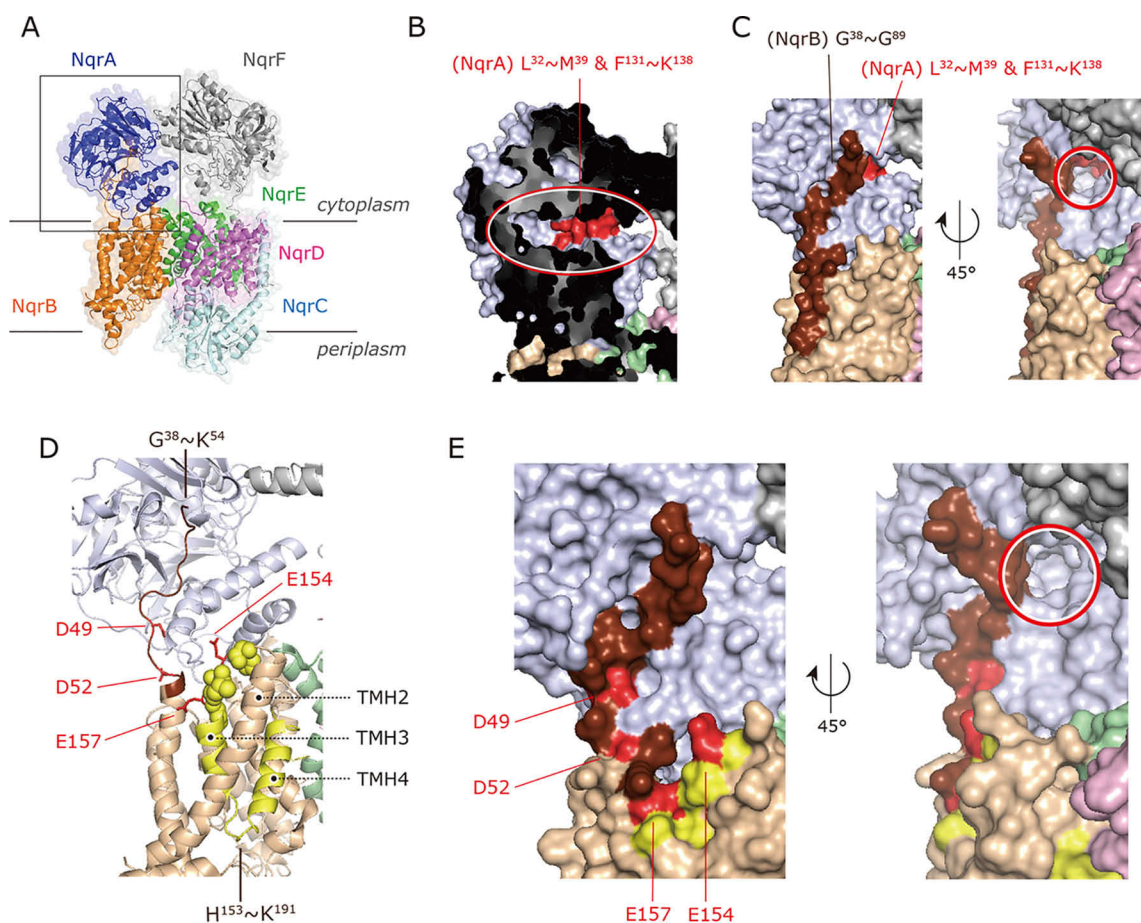 A
NqrA
NqrF
NqrE
cytoplasm
NqrD
NqrB
NqrC
periplasm
B
(NqrA) L³²~M³⁹ & F¹³¹~K¹³⁸
C
(NqrB) G³⁸~G⁸⁹
(NqrA) L³²~M³⁹ & F¹³¹~K¹³⁸
45°
D
G³⁸~K⁵⁴
E154
D49
D52
E157
TMH2
TMH3
TMH4
H¹⁵³~K¹⁹¹
E
D49
D52
E157 E154
45°